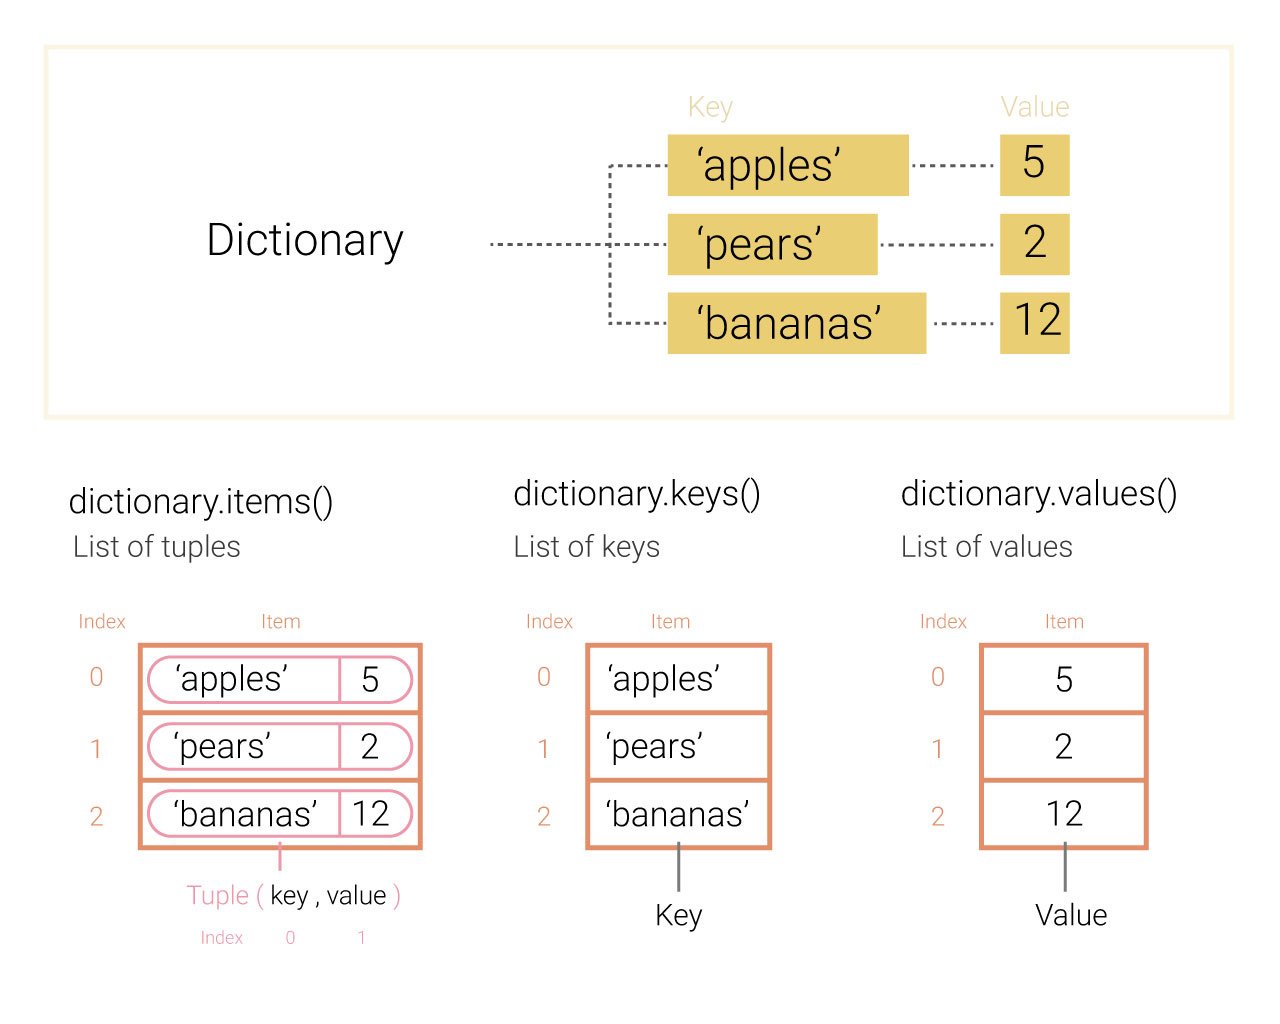 Key Value
‘apples’ 5
Dictionary ‘pears’ 2
‘bananas’ 12
dictionary.items()
List of tuples
Index Item
0 ‘apples’ 5
1 ‘pears’ 2
2 ‘bananas’ 12
Tuple ( key , value )
Index 0 1
dictionary.keys()
List of keys
Index Item
0 ‘apples’
1 ‘pears’
2 ‘bananas’
Key
dictionary.values()
List of values
Index Item
0 5
1 2
2 12
Value